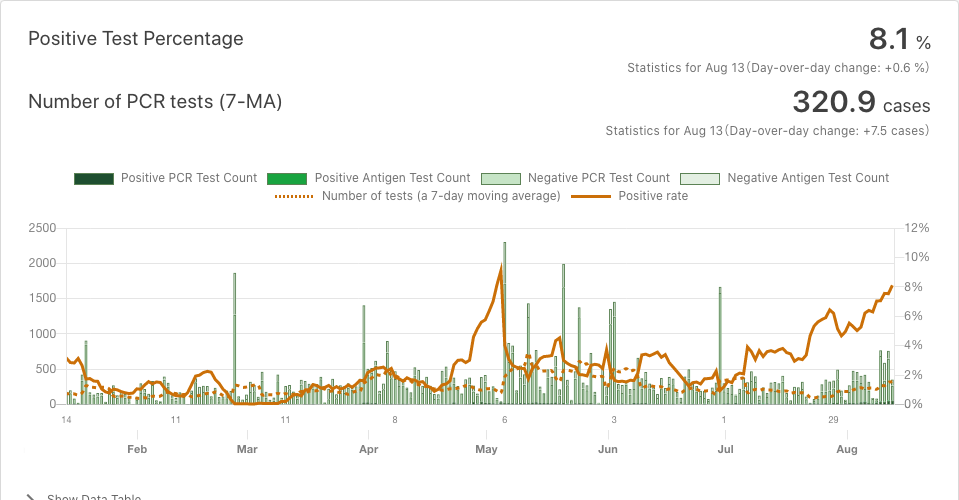 Positive Test Percentage
8.1 %
Statistics for Aug 13(Day-over-day change: +0.6 %)
Number of PCR tests (7-MA)
320.9 cases
Statistics for Aug 13(Day-over-day change: +7.5 cases)
Positive PCR Test Count Positive Antigen Test Count Negative PCR Test Count Negative Antigen Test Count
Number of tests (a 7-day moving average) Positive rate
2500 12%
2000 10%
1500 8%
1000 6%
500 4%
0 2%
0%
14 11 11 8 6 3 1 29
Feb Mar Apr May Jun Jul Aug
Show Data Table